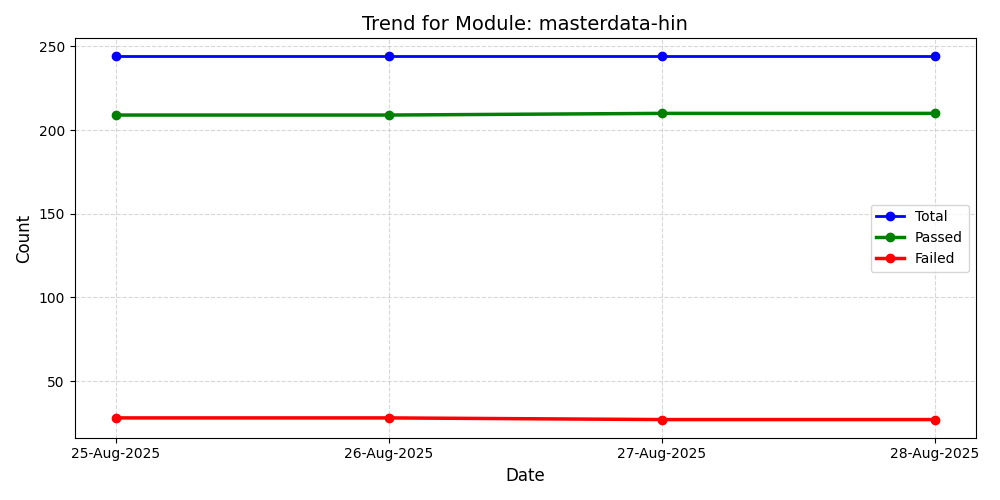 Trend for Module: masterdata-hin
250
200
150
100
50
Count
Total
Passed
Failed
25-Aug-2025
26-Aug-2025
27-Aug-2025
28-Aug-2025
Date